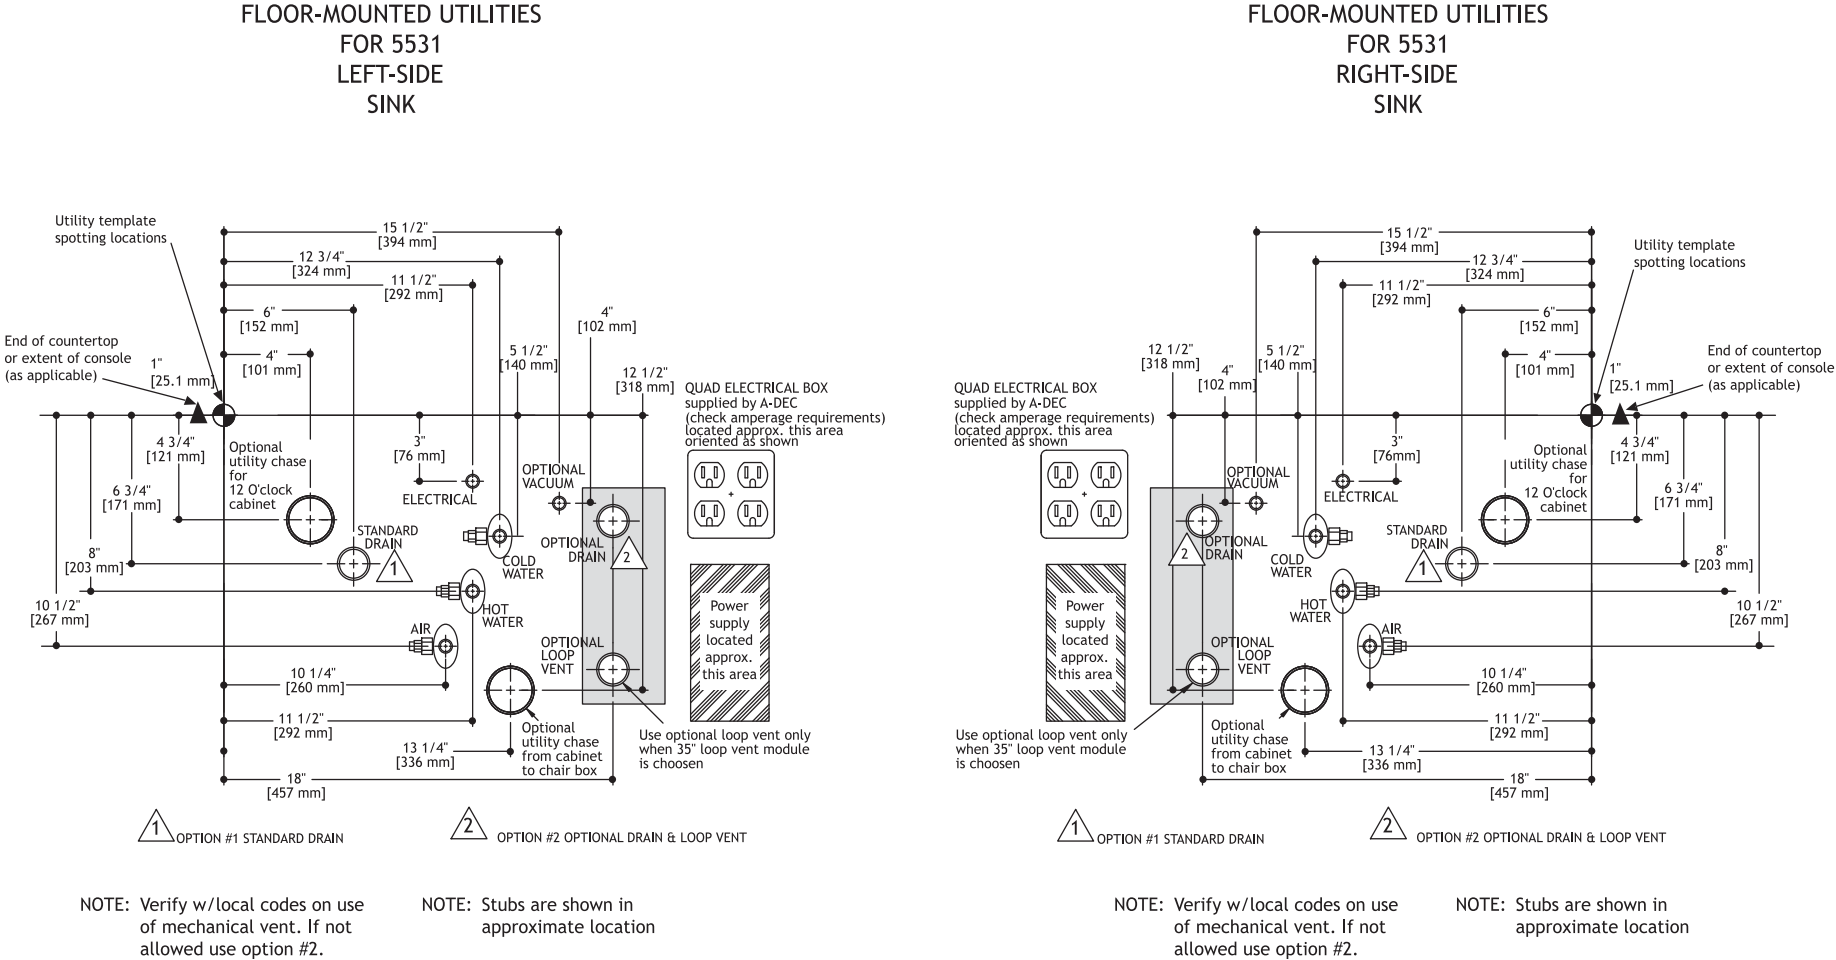 FLOOR-MOUNTED UTILITIES
FOR 5531
LEFT-SIDE
SINK
Utility template
spotting locations
15 1/2"
[394 mm]
12 3/4"
[324 mm]
11 1/2"
[292 mm]
6"
[152 mm]
4"
[101 mm]
4"
[102 mm]
5 1/2"
[140 mm]
12 1/2"
[318 mm]
End of countertop
or extent of console
(as applicable)
1"
[25.1 mm]
QUAD ELECTRICAL BOX
supplied by A-DEC
(check amperage requirements)
located approx. this area
oriented as shown
4 3/4"
[121 mm]
Optional
utility chase
for
12 O'clock
cabinet
3"
[76 mm]
ELECTRICAL
OPTIONAL
VACUUM
6 3/4"
[171 mm]
STANDARD
DRAIN
1
OPTIONAL
DRAIN
2
COLD
WATER
8"
[203 mm]
HOT
WATER
10 1/2"
[267 mm]
AIR
OPTIONAL
LOOP
VENT
Power
supply
located
approx.
this area
10 1/4"
[260 mm]
11 1/2"
[292 mm]
13 1/4"
[336 mm]
Optional
utility chase
from cabinet
to chair box
Use optional loop vent only
when 35" loop vent module
is choosen
18"
[457 mm]
1
OPTION #1 STANDARD DRAIN
2
OPTION #2 OPTIONAL DRAIN & LOOP VENT
NOTE: Verify w/local codes on use
of mechanical vent. If not
allowed use option #2.
NOTE: Stubs are shown in
approximate location
FLOOR-MOUNTED UTILITIES
FOR 5531
RIGHT-SIDE
SINK
15 1/2"
[394 mm]
12 3/4"
[324 mm]
11 1/2"
[292 mm]
6"
[152 mm]
4"
[101 mm]
Utility template
spotting locations
12 1/2"
[318 mm]
4"
[102 mm]
5 1/2"
[140 mm]
End of countertop
or extent of console
(as applicable)
1"
[25.1 mm]
QUAD ELECTRICAL BOX
supplied by A-DEC
(check amperage requirements)
located approx. this area
oriented as shown
3"
[76mm]
Optional
utility chase
for
12 O'clock
cabinet
4 3/4"
[121 mm]
OPTIONAL
VACUUM
ELECTRICAL
6 3/4"
[171 mm]
STANDARD
DRAIN
1
2
OPTIONAL
DRAIN
COLD
WATER
8"
[203 mm]
HOT
WATER
10 1/2"
[267 mm]
AIR
OPTIONAL
LOOP
VENT
Power
supply
located
approx.
this area
10 1/4"
[260 mm]
11 1/2"
[292 mm]
13 1/4"
[336 mm]
Optional
utility chase
from cabinet
to chair box
Use optional loop vent only
when 35" loop vent module
is choosen
18"
[457 mm]
1
OPTION #1 STANDARD DRAIN
2
OPTION #2 OPTIONAL DRAIN & LOOP VENT
NOTE: Verify w/local codes on use
of mechanical vent. If not
allowed use option #2.
NOTE: Stubs are shown in
approximate location